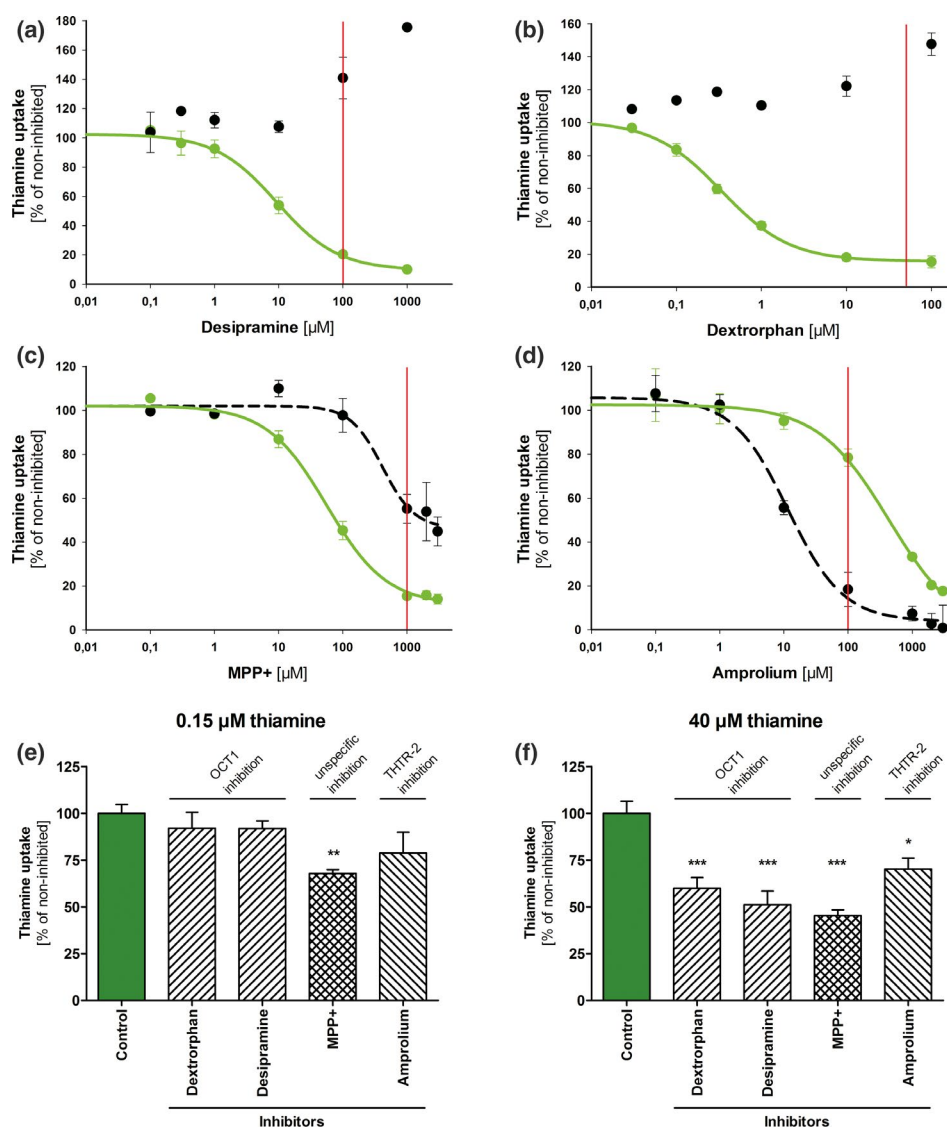 (a)
180
160
140
120
100
80
60
40
20
0
Thiamine uptake
[% of non-inhibited]
0,01 0,1 1 10 100 1000
Desipramine [µM]
(b)
180
160
140
120
100
80
60
40
20
0
Thiamine uptake
[% of non-inhibited]
0,01 0,1 1 10 100
Dextrorphan [µM]
(c)
120
100
80
60
40
20
0
Thiamine uptake
[% of non-inhibited]
0,01 0,1 1 10 100 1000
MPP+ [µM]
(d)
120
100
80
60
40
20
0
Thiamine uptake
[% of non-inhibited]
0,01 0,1 1 10 100 1000
Amprolium [µM]
0.15 µM thiamine
(e)
OCT1
inhibition
unspecific
inhibition
THTR-2
inhibition
125
100
75
50
25
0
Thiamine uptake
[% of non-inhibited]
**
Control
Dextrorphan
Desipramine
MPP+
Amprolium
Inhibitors
40 µM thiamine
(f)
OCT1
inhibition
unspecific
inhibition
THTR-2
inhibition
125
100
75
50
25
0
Thiamine uptake
[% of non-inhibited]
*** *** *** *
Control
Dextrorphan
Desipramine
MPP+
Amprolium
Inhibitors